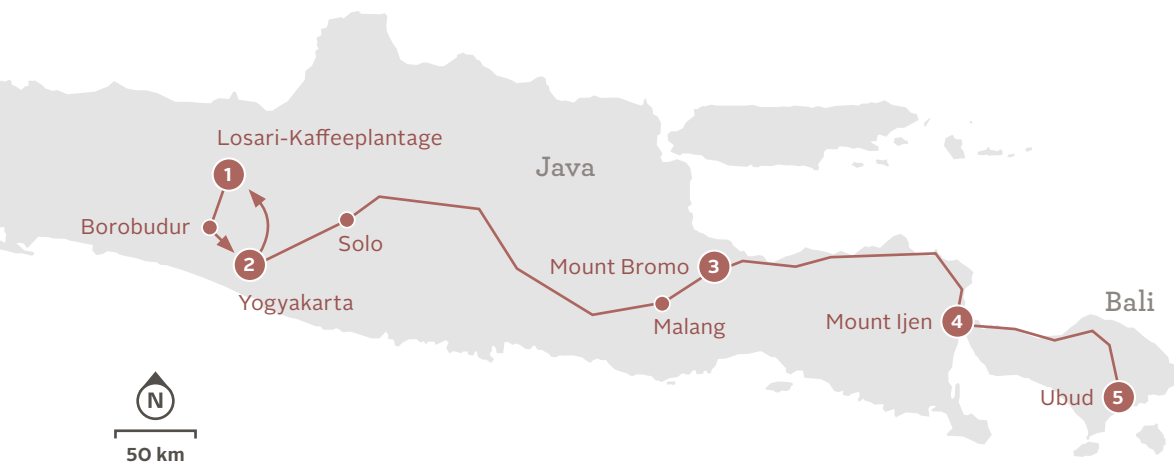 Losari-Kaffeeplantage
1
Java
Borobudur
Solo
2
Mount Bromo
3
Yogyakarta
Bali
Malang
Mount Ijen
4
Ubud
5
N
50 km